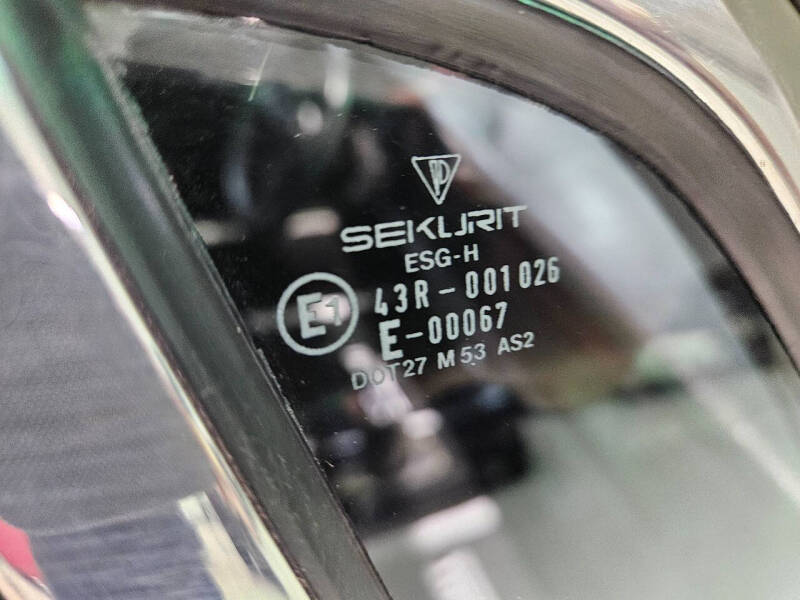 SEKURIT
ESG-H
E1 43R-001026
E-00067
DOT27 M53 AS2